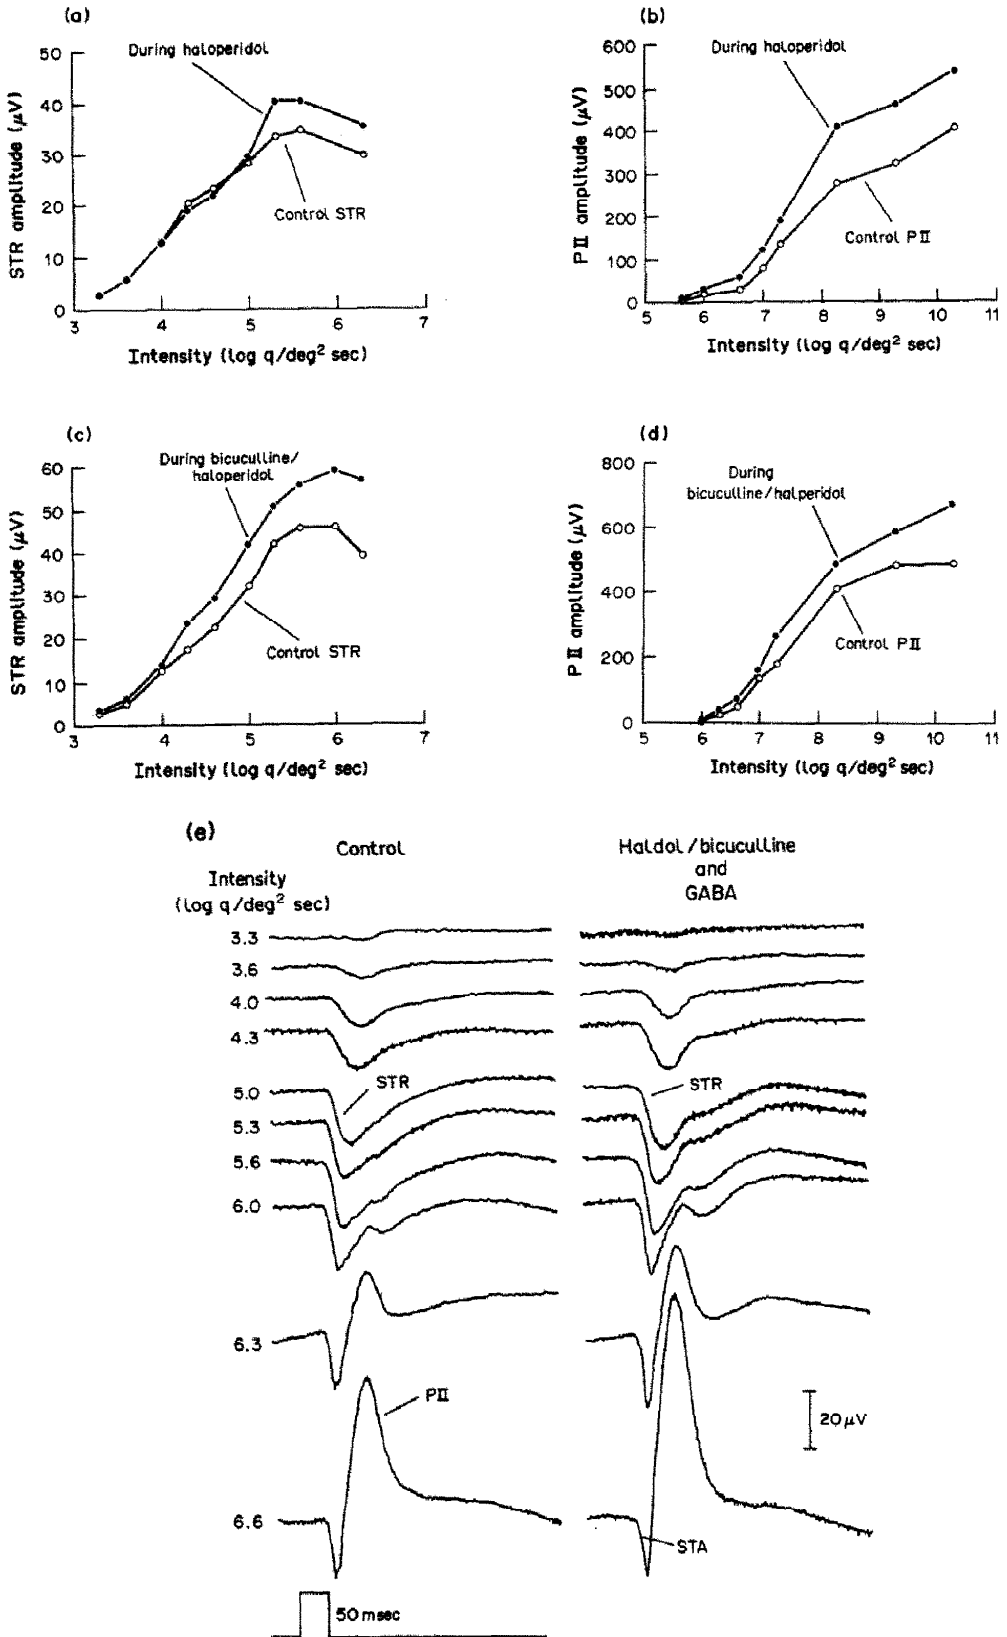 (a)
During haloperidol
Control STR
STR amplitude (μV)
50
40
30
20
10
0
3 4 5 6 7
Intensity (log q/deg² sec)
(b)
During haloperidol
Control PII
PII amplitude (μV)
600
500
400
300
200
100
0
5 6 7 8 9 10 11
Intensity (log q/deg² sec)
(c)
During bicuculline/
haloperidol
Control STR
STR amplitude (μV)
60
50
40
30
20
10
0
3 4 5 6 7
Intensity (log q/deg² sec)
(d)
During
bicuculline/halperidol
Control PII
PII amplitude (μV)
800
600
400
200
0
5 6 7 8 9 10 11
Intensity (log q/deg² sec)
(e)
Control
Haldol/bicuculline
and
GABA
Intensity
(log q/deg² sec)
3.3
3.6
4.0
4.3
5.0
STR
STR
5.3
5.6
6.0
6.3
PII
20μV
6.6
STA
50 msec